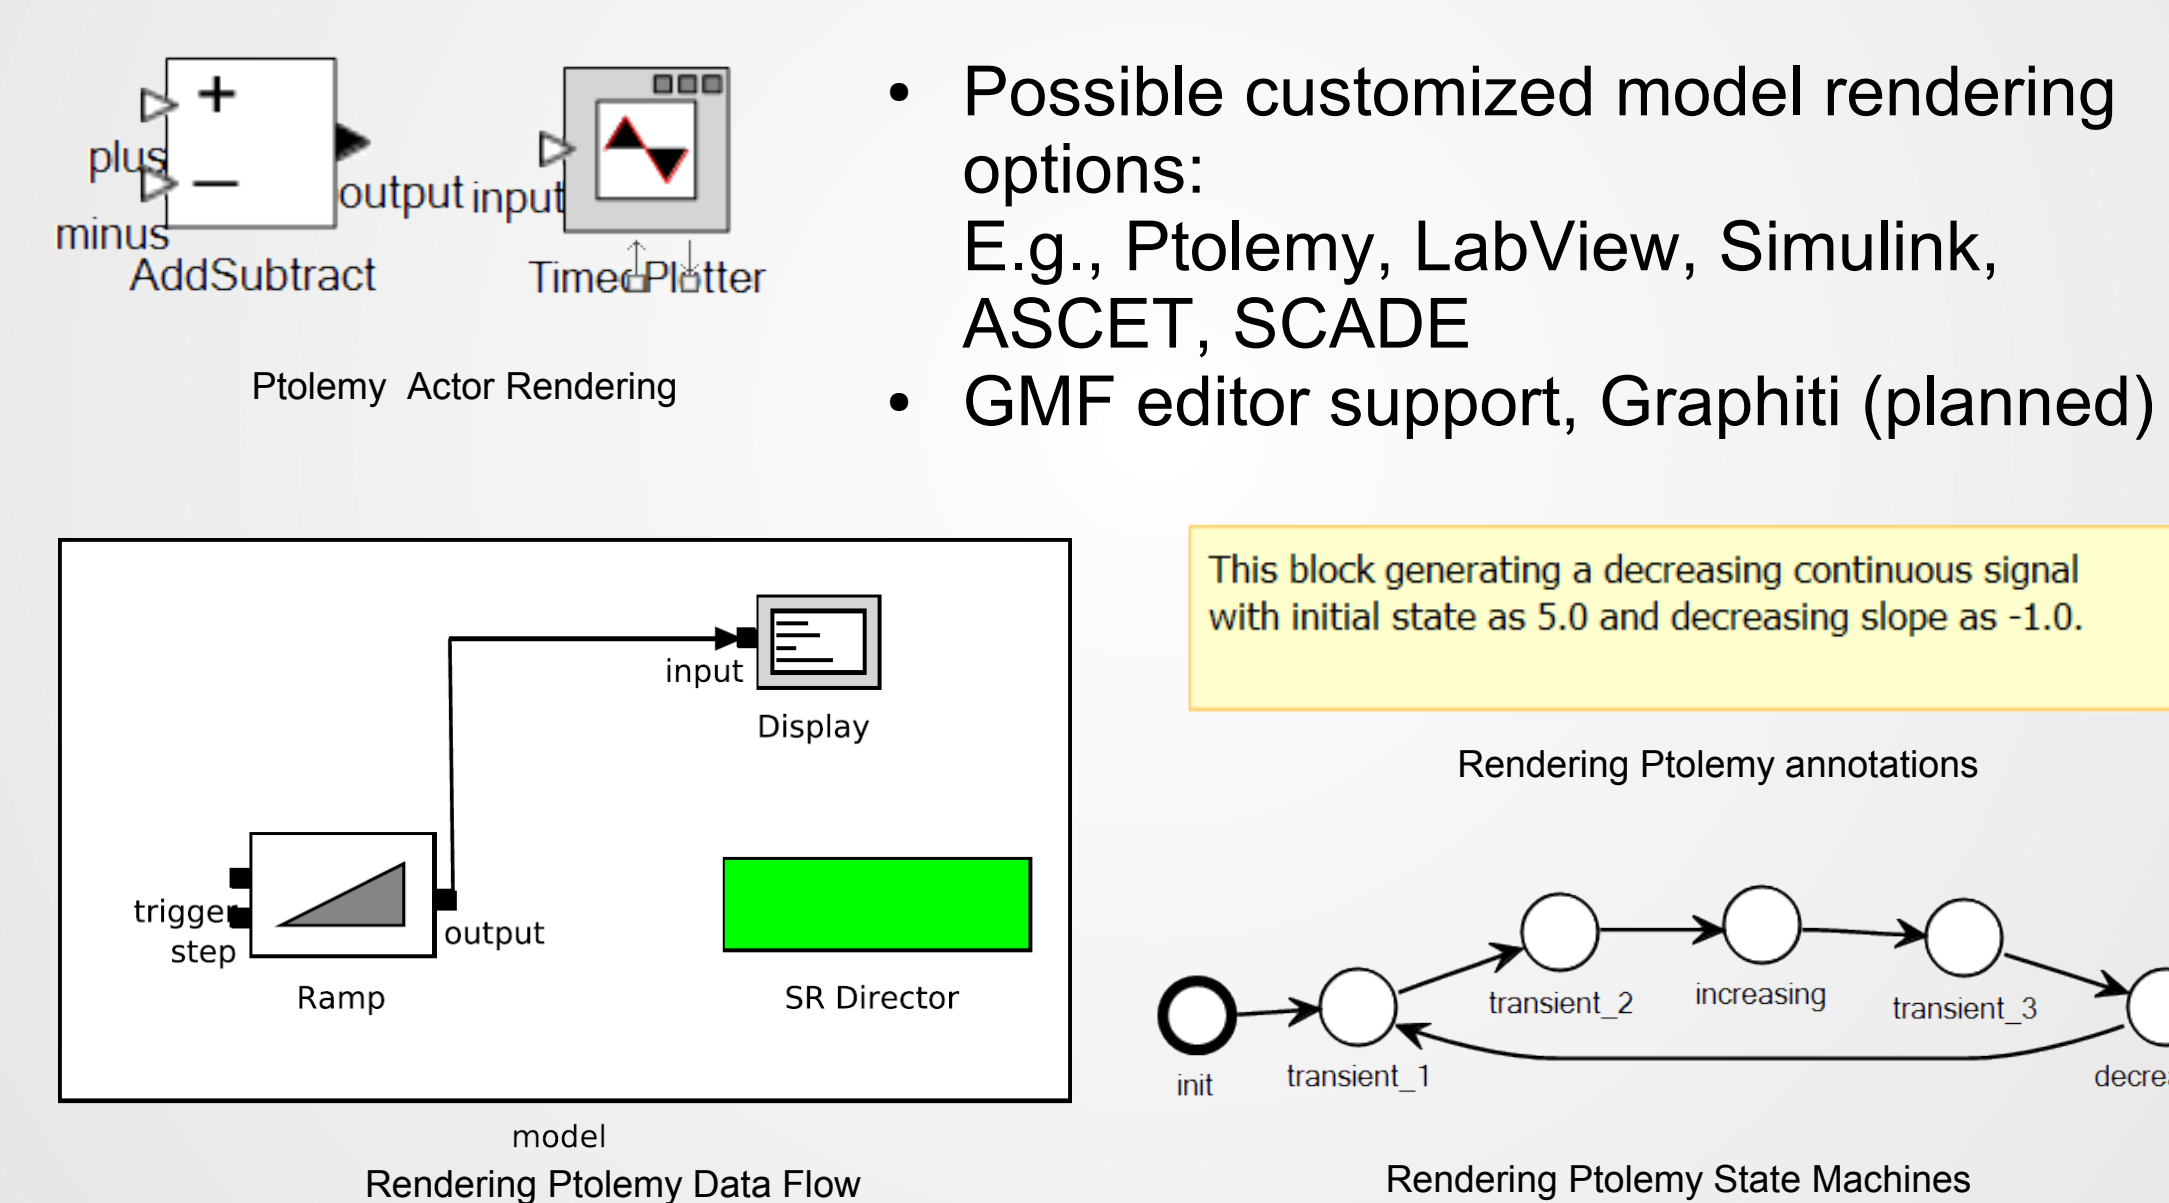 plus
minus
output
AddSubtract
input
TimedPlotter
Ptolemy Actor Rendering
• Possible customized model rendering
options:
E.g., Ptolemy, LabView, Simulink,
ASCET, SCADE
• GMF editor support, Graphiti (planned)
input
Display
trigger
step
output
Ramp
SR Director
model
Rendering Ptolemy Data Flow
This block generating a decreasing continuous signal
with initial state as 5.0 and decreasing slope as -1.0.
Rendering Ptolemy annotations
transient_2
increasing
transient_3
init
transient_1
Rendering Ptolemy State Machines